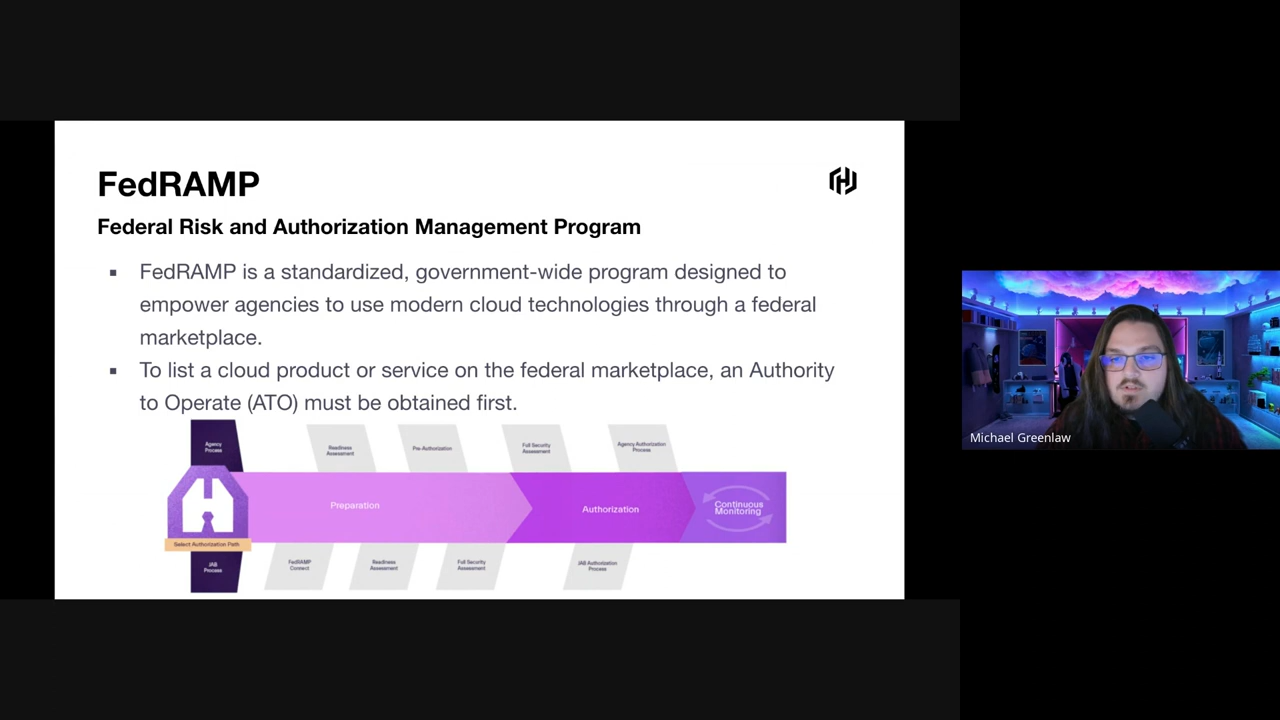 FedRAMP
Federal Risk and Authorization Management Program
▪ FedRAMP is a standardized, government-wide program designed to
empower agencies to use modern cloud technologies through a federal
marketplace.
▪ To list a cloud product or service on the federal marketplace, an Authority
to Operate (ATO) must be obtained first.
Agency
Process
Readiness
Assessment
Pre-Authorization
Full Security
Assessment
Agency Authorization
Process
Preparation
Authorization
Continuous
Monitoring
Select Authorization Path
JAB
Process
FedRAMP
Connect
Readiness
Assessment
Full Security
Assessment
JAB Authorization
Process
Michael Greenlaw